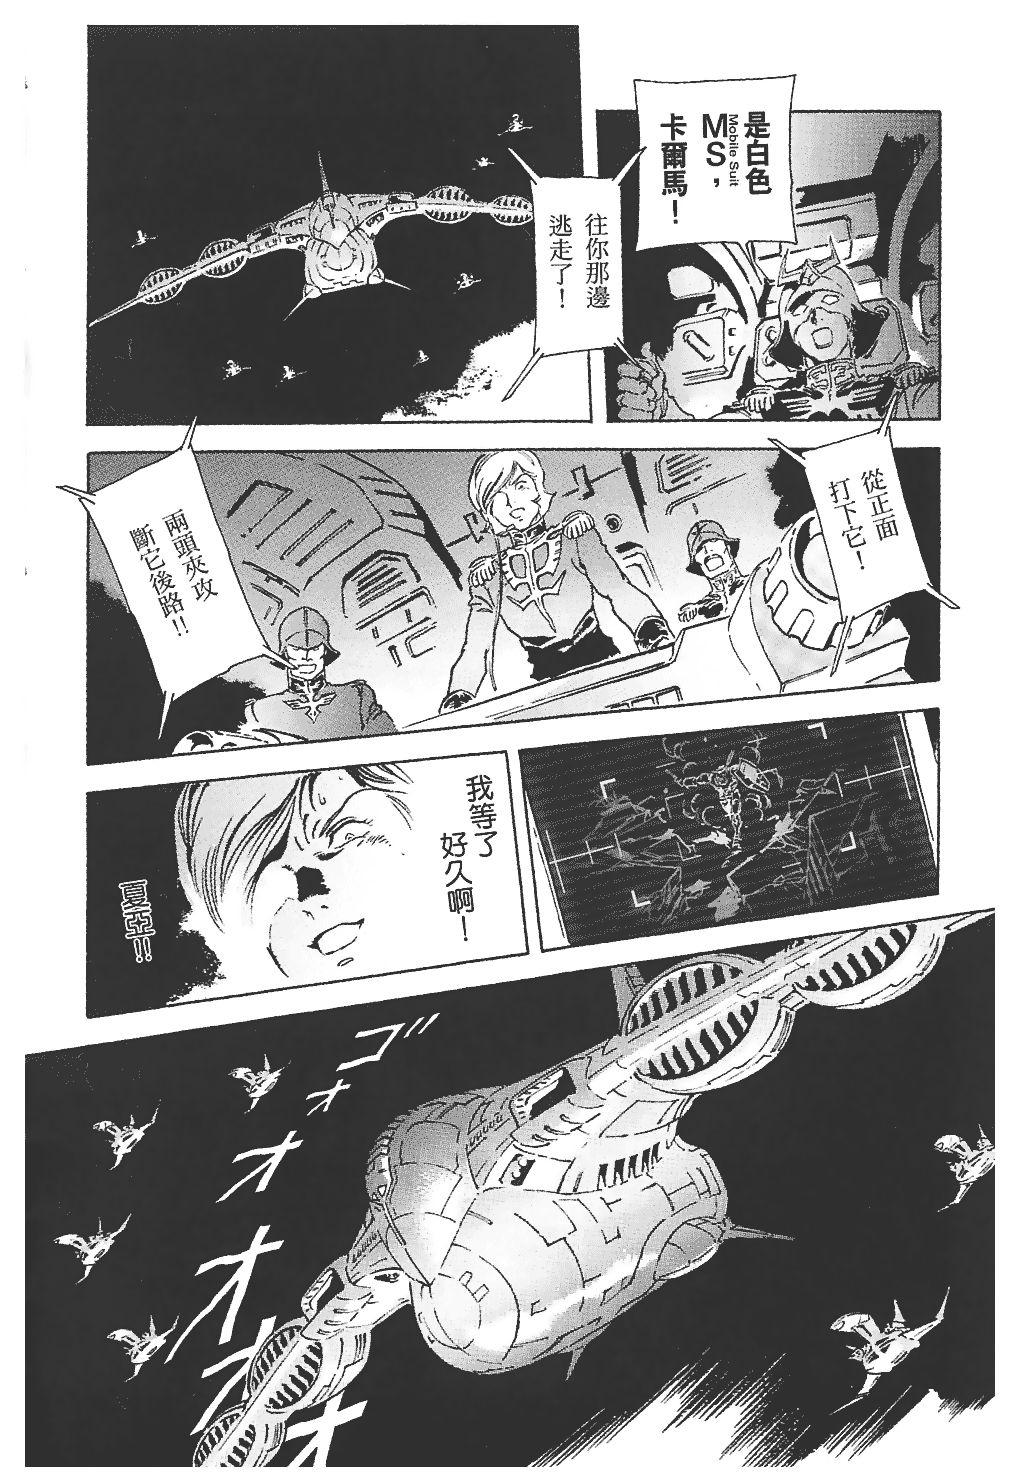 是白色
MS，
Mobile Suit
卡爾馬！
往你那邊
逃走了！
從正面
打下它！
兩頭夾攻
斷它後路!!
我等了
好久啊！
夏亞!!
ゴォオオオオ